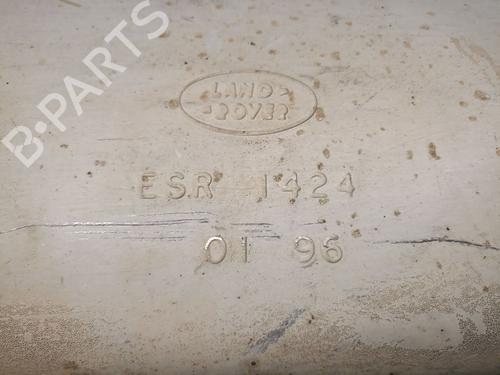 B-PARTS
LAND
ROVER
ESR 1424
01 96